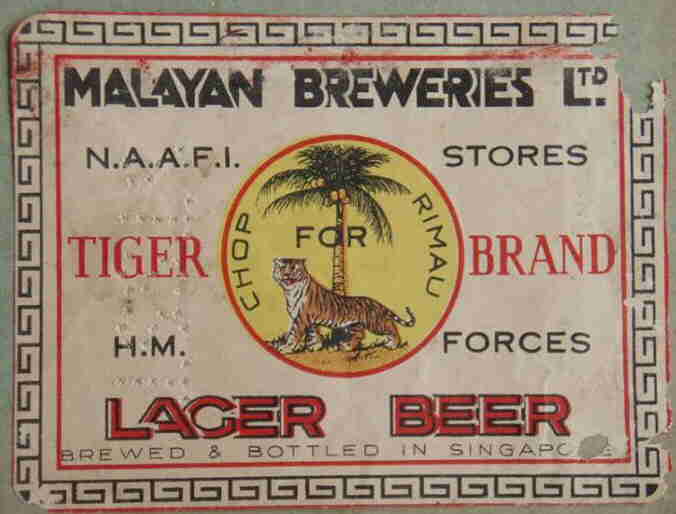 MALAYAN BREWERIES LTD.
N.A.A.F.I. STORES
CHOP RIMAU
FOR
TIGER BRAND
H.M. FORCES
LAGER BEER
BREWED & BOTTLED IN SINGAPORE